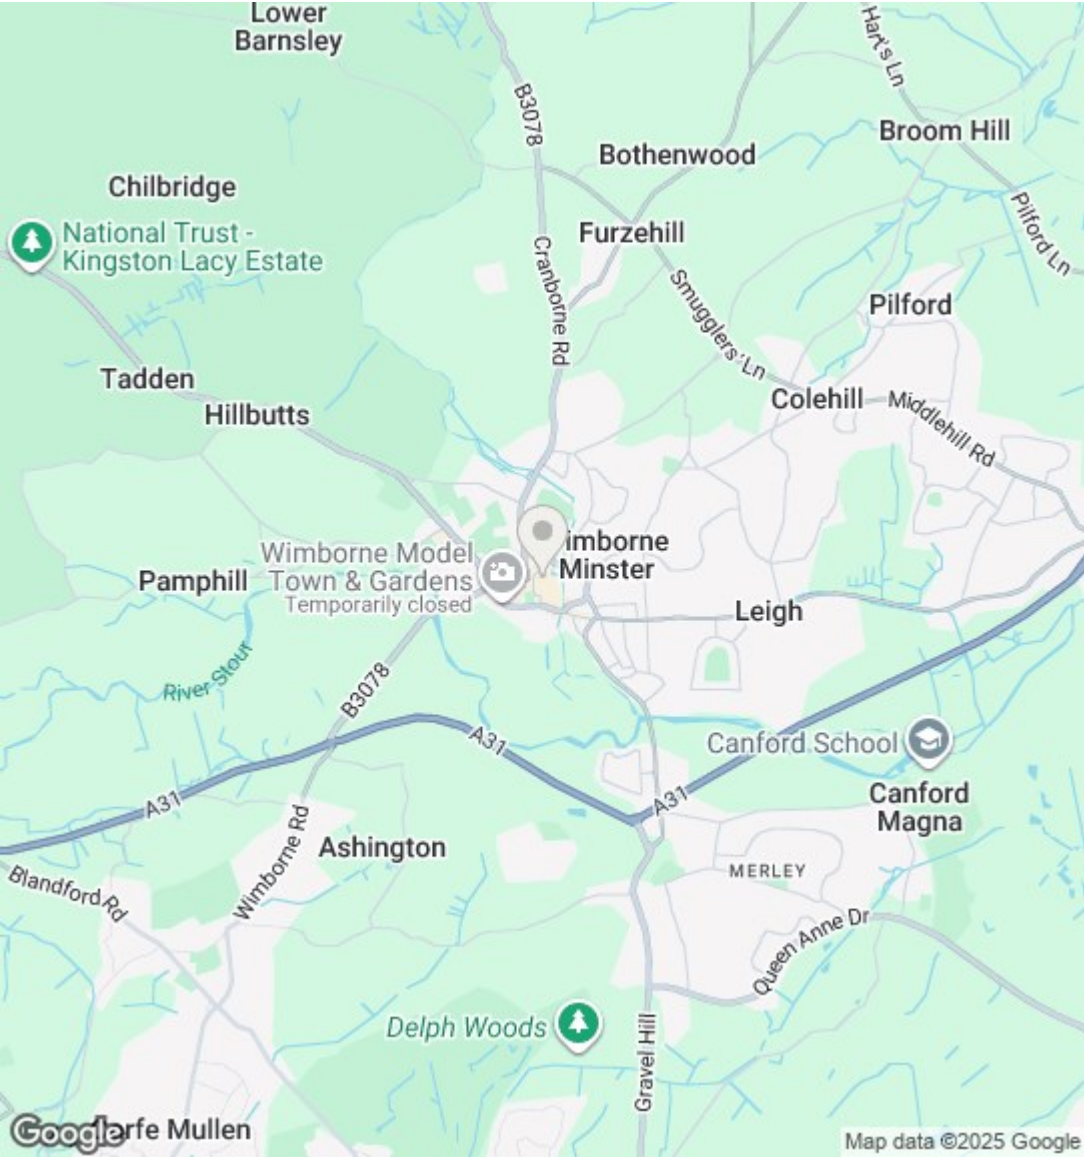 Lower
Barnsley
Hart's Ln
B3078
Broom Hill
Bothenwood
Chilbridge
National Trust -
Kingston Lacy Estate
Furzehill
Pilford Ln
Cranborne Rd
Smugglers' Ln
Pilford
Tadden
Hillbutts
Colehill
Middlehill Rd
Wimborne Model
Town & Gardens
Temporarily closed
imborne
Minster
Pamphill
Leigh
River Stour
B3078
A31
Canford School
A31
A31
Canford
Magna
Ashington
Wimborne Rd
MERLEY
Blandford Rd
Queen Anne Dr
Delph Woods
Gravel Hill
Google
orfe Mullen
Map data ©2025 Google